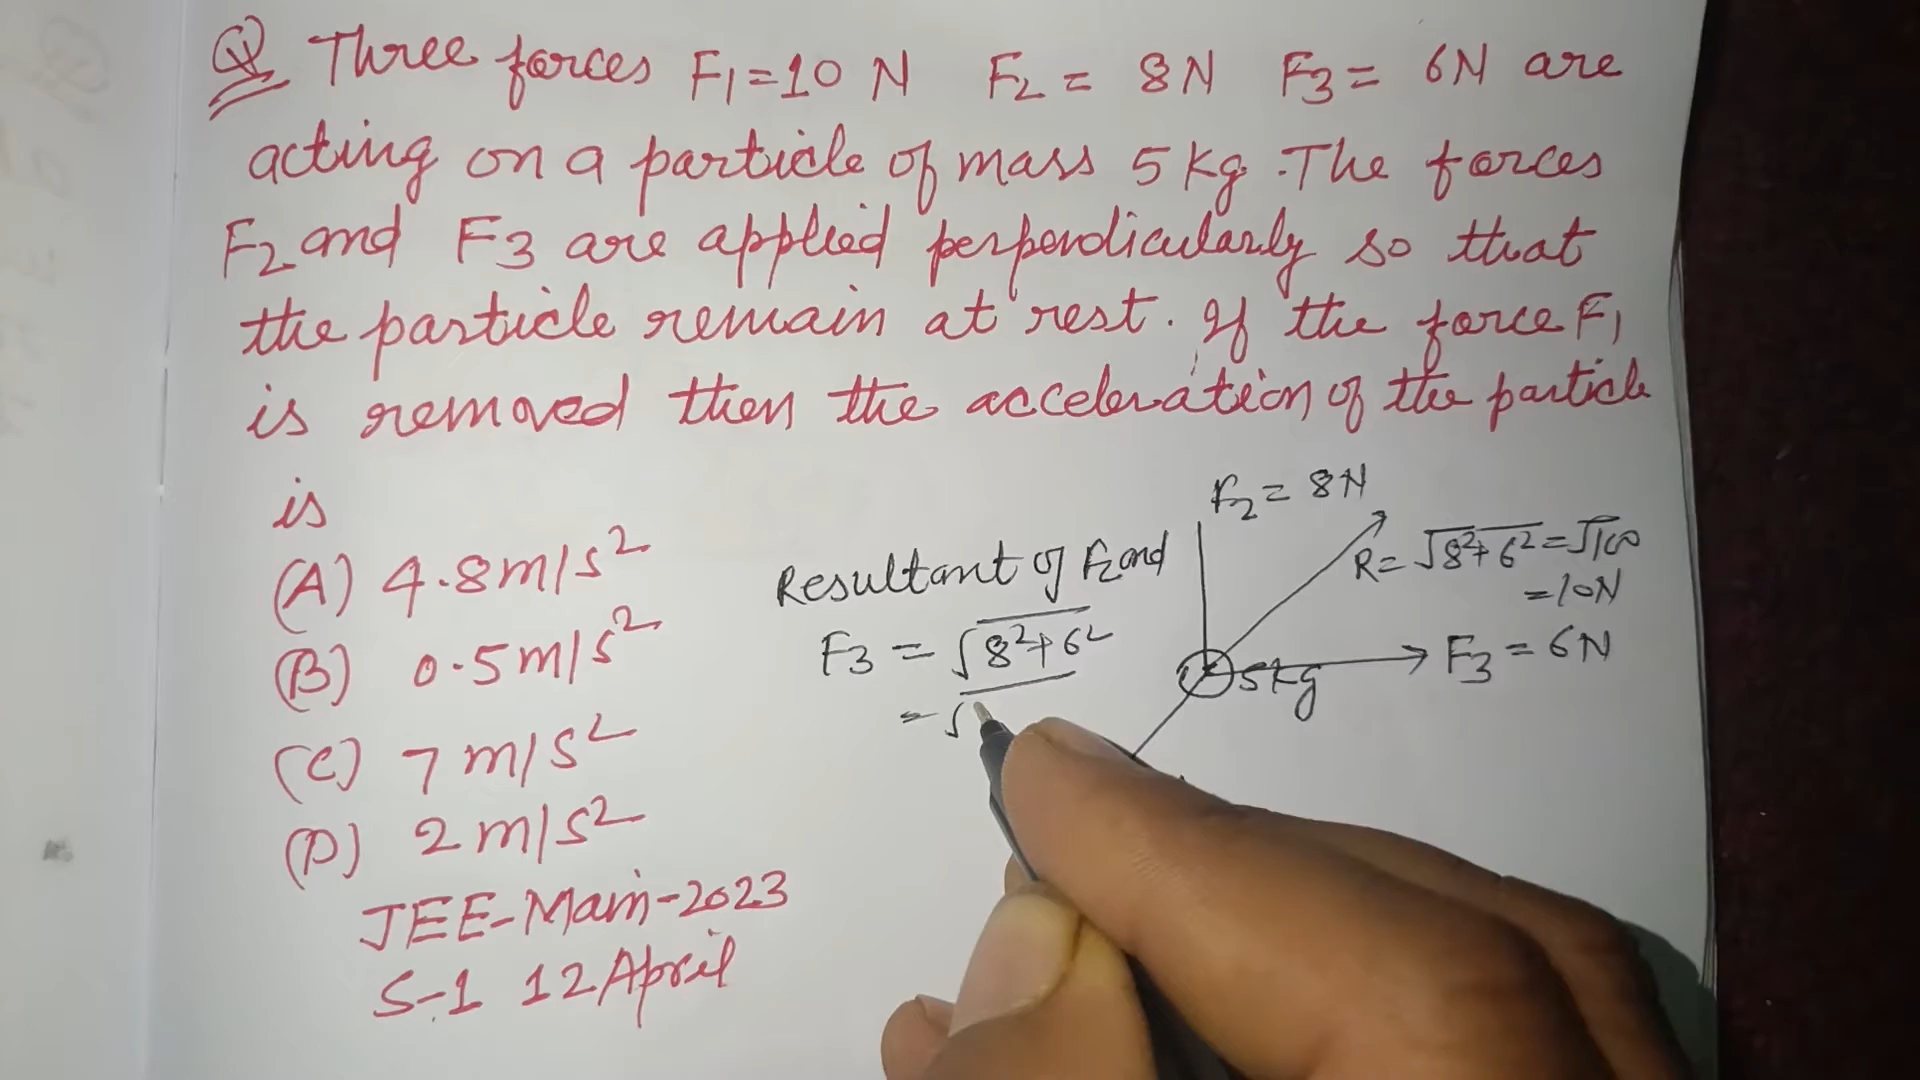 Q Three forces F1=10 N F2 = 8N F3 = 6N are
acting on a particle of mass 5 kg. The forces
F2 and F3 are applied perpendicularly so that
the particle remain at rest. If the force F1
is removed then the acceleration of the particle
is
(A) 4.8 m/s²
(B) 0.5 m/s²
(C) 7 m/s²
(D) 2 m/s²
JEE-Main-2023
S-1 12 April
Resultant of F2 and
F3 = √8²+6²
= √
F2 = 8N
R = √8²+6² = √100
= 10N
F3 = 6N
5kg